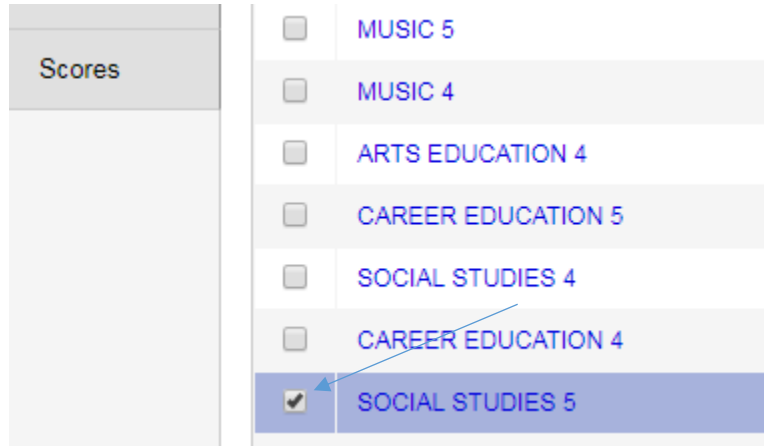 MUSIC 5
Scores
MUSIC 4
ARTS EDUCATION 4
CAREER EDUCATION 5
SOCIAL STUDIES 4
CAREER EDUCATION 4
SOCIAL STUDIES 5